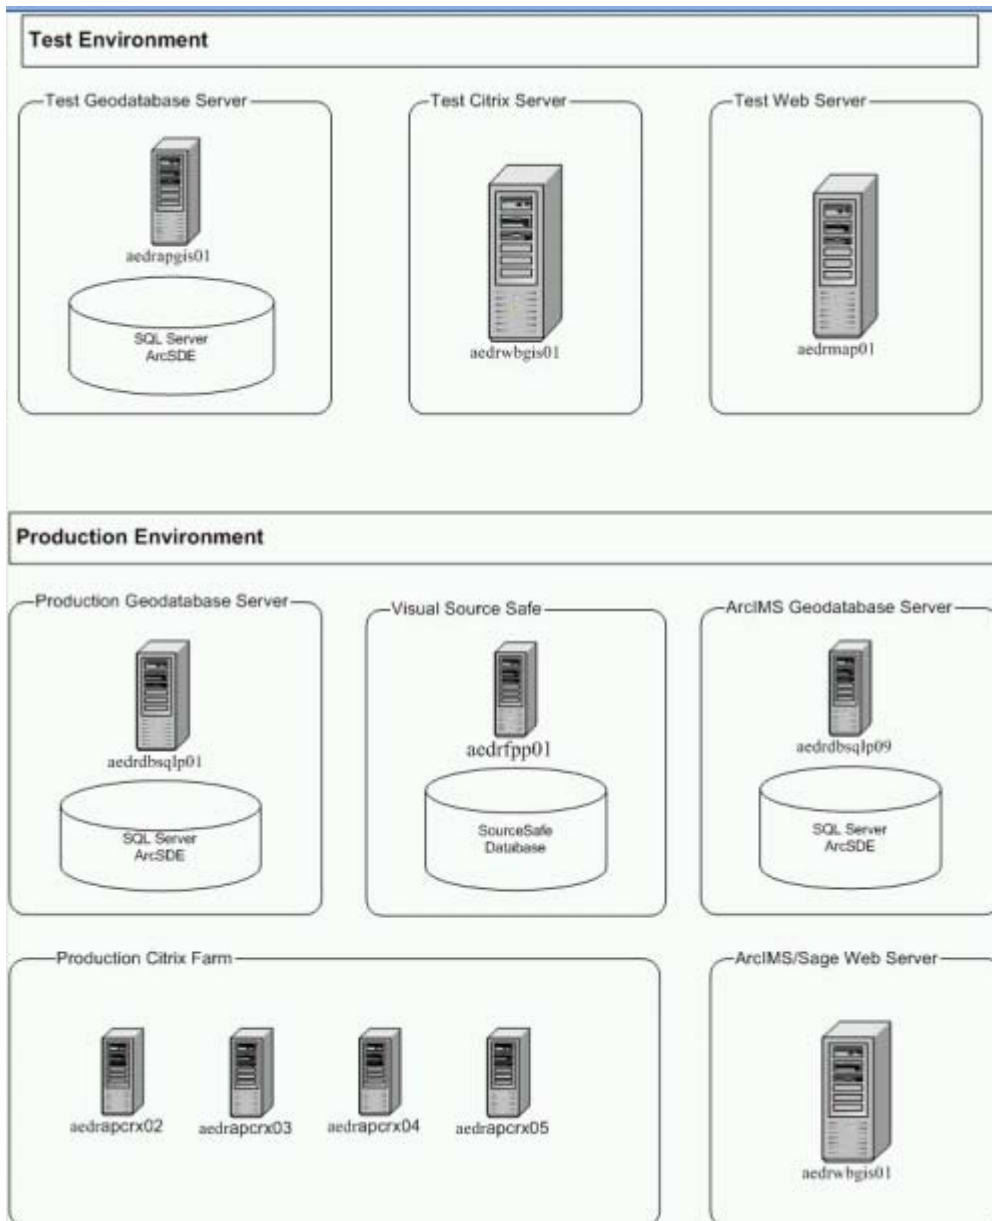 Test Environment
Test Geodatabase Server
Test Citrix Server
Test Web Server
aedrapgis01
aedrwbgis01
aedrmap01
SQL Server
ArcSDE
Production Environment
Production Geodatabase Server
Visual Source Safe
ArcIMS Geodatabase Server
aedrdbsqlp01
aedrfpp01
aedrdbsqlp09
SQL Server
ArcSDE
SourceSafe
Database
SQL Server
ArcSDE
Production Citrix Farm
ArcIMS/Sage Web Server
aedrapcrx02
aedrapcrx03
aedrapcrx04
aedrapcrx05
aedrwbgis01